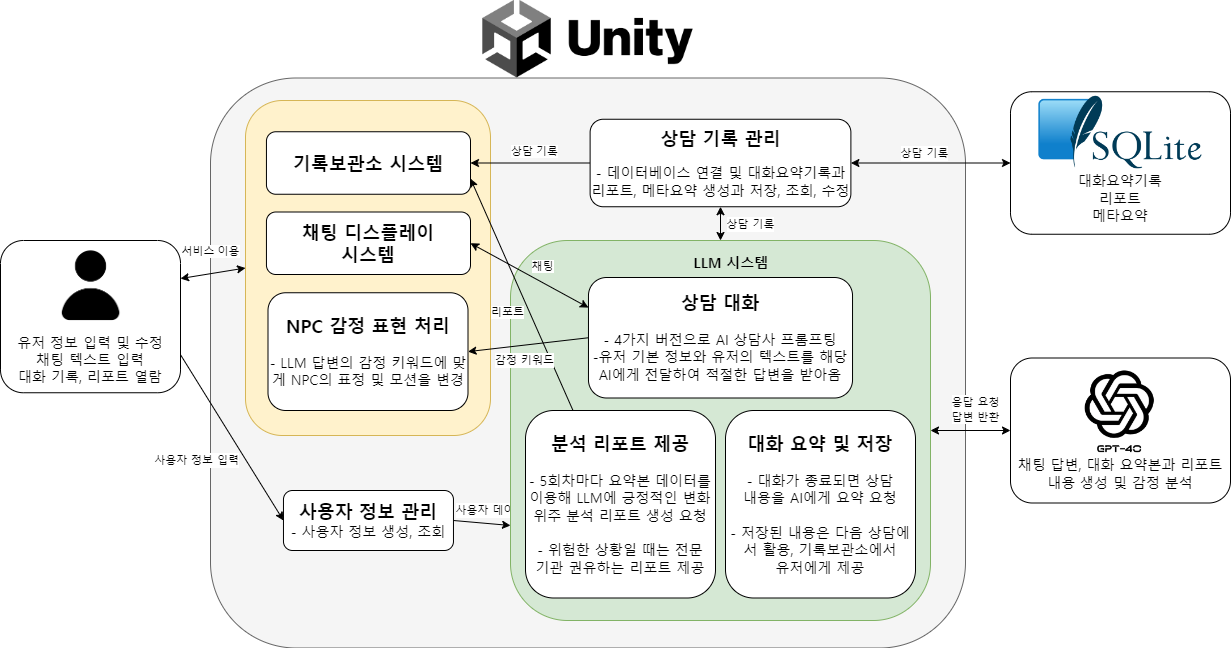 Unity
기록보관소 시스템
채팅 디스플레이
시스템
NPC 감정 표현 처리
- LLM 답변의 감정 키워드에 맞
게 NPC의 표정 및 모션을 변경
상담 기록
상담 기록 관리
- 데이터베이스 연결 및 대화요약기록과
리포트, 메타요약 생성과 저장, 조회, 수정
상담 기록
SQLite
대화요약기록
리포트
메타요약
상담 기록
서비스 이용
유저 정보 입력 및 수정
채팅 텍스트 입력
대화 기록, 리포트 열람
LLM 시스템
채팅
리포트
감정 키워드
상담 대화
- 4가지 버전으로 AI 상담사 프롬프팅
-유저 기본 정보와 유저의 텍스트를 해당
AI에게 전달하여 적절한 답변을 받아옴
응답 요청
답변 반환
GPT-4O
채팅 답변, 대화 요약본과 리포트
내용 생성 및 감정 분석
분석 리포트 제공
- 5회차마다 요약본 데이터를
이용해 LLM에 긍정적인 변화
위주 분석 리포트 생성 요청
- 위험한 상황일 때는 전문
기관 권유하는 리포트 제공
대화 요약 및 저장
- 대화가 종료되면 상담
내용을 AI에게 요약 요청
- 저장된 내용은 다음 상담에
서 활용, 기록보관소에서
유저에게 제공
사용자 정보 입력
사용자 정보 관리
- 사용자 정보 생성, 조회
사용자